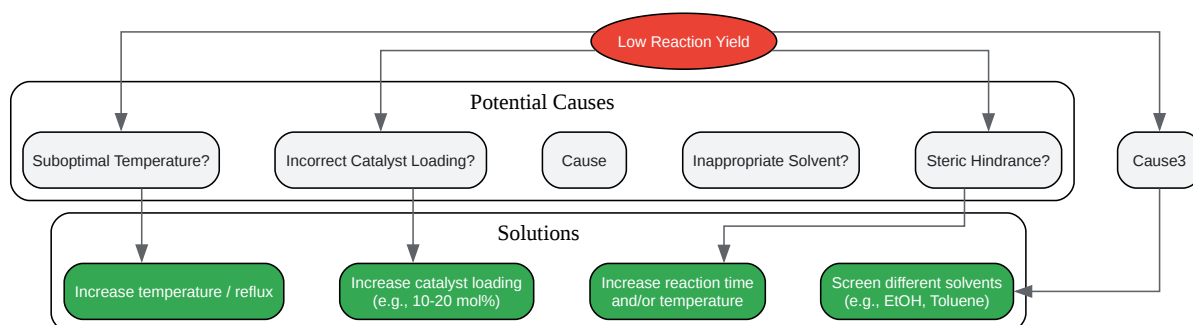 Low Reaction Yield
Potential Causes
Suboptimal Temperature?
Incorrect Catalyst Loading?
Cause
Inappropriate Solvent?
Steric Hindrance?
Cause3
Solutions
Increase temperature / reflux
Increase catalyst loading
(e.g., 10-20 mol%)
Increase reaction time
and/or temperature
Screen different solvents
(e.g., EtOH, Toluene)